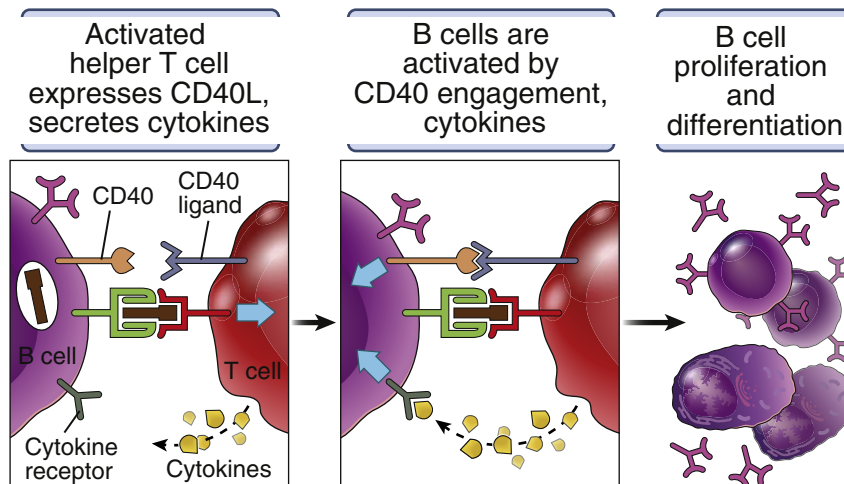 Activated
helper T cell
expresses CD40L,
secretes cytokines
B cells are
activated by
CD40 engagement,
cytokines
B cell
proliferation
and
differentiation
CD40
CD40
ligand
B cell
T cell
Cytokine
receptor
Cytokines